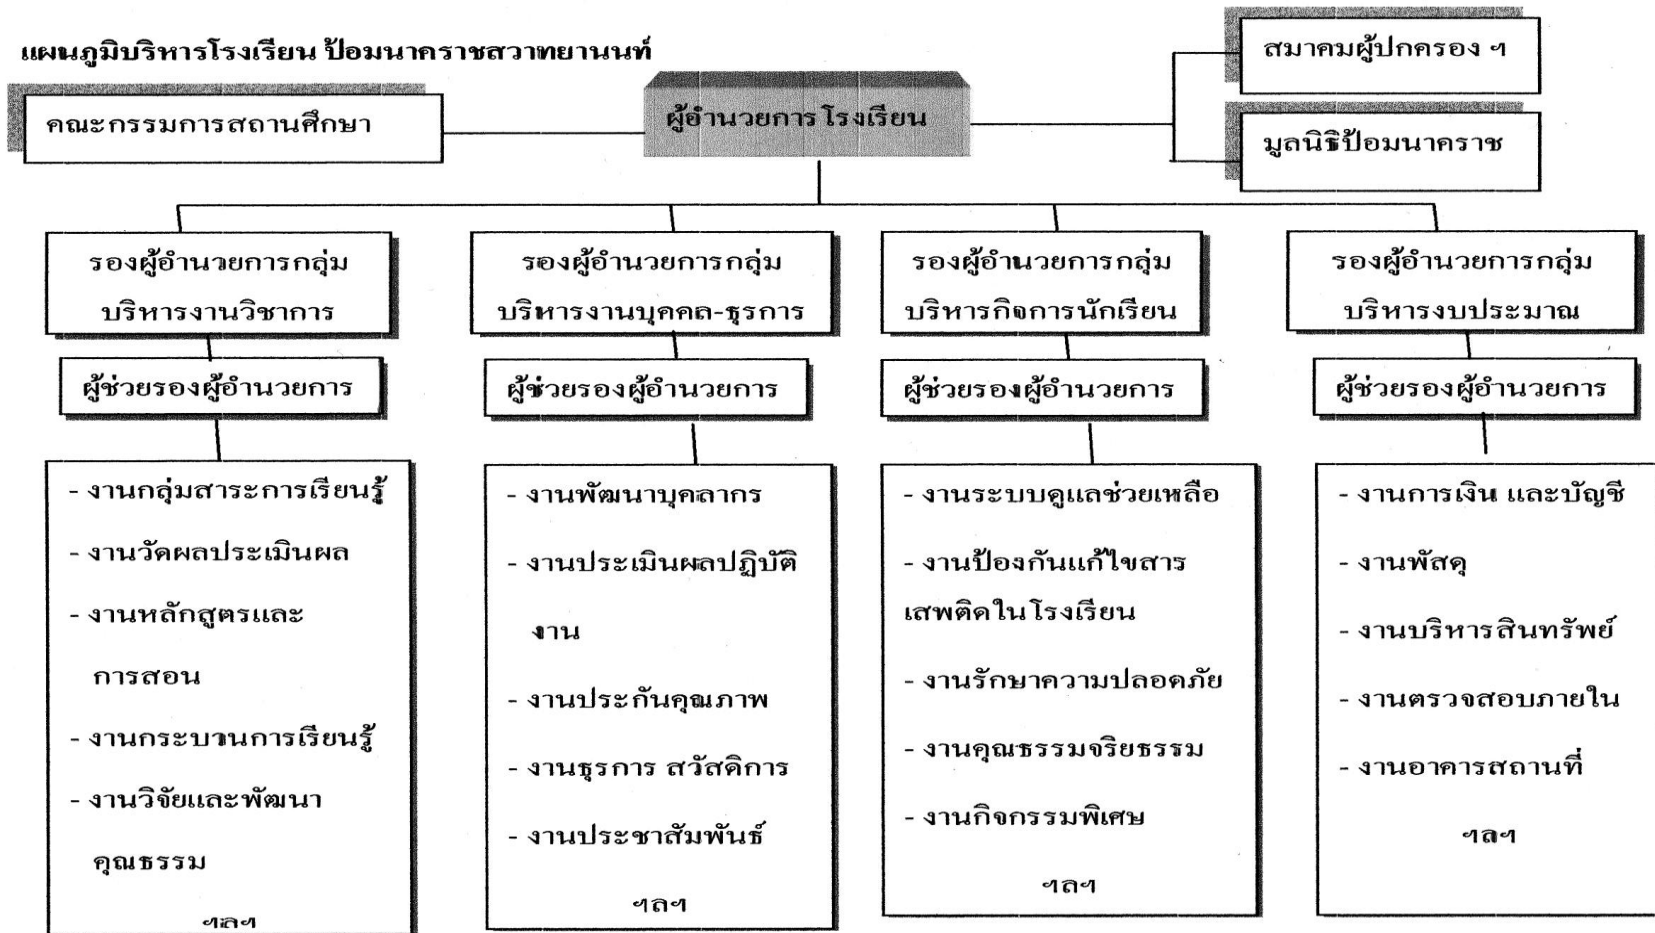 แผนภูมิบริหารโรงเรียน ป้อมนาคราชสวาทยานนท์
สมาคมผู้ปกครอง ฯ
คณะกรรมการสถานศึกษา
ผู้อำนวยการโรงเรียน
มูลนิธิป้อมนาคราช
รองผู้อำนวยการกลุ่ม
บริหารงานวิชาการ
รองผู้อำนวยการกลุ่ม
บริหารงานบุคคล-ธุรการ
รองผู้อำนวยการกลุ่ม
บริหารกิจการนักเรียน
รองผู้อำนวยการกลุ่ม
บริหารงบประมาณ
ผู้ช่วยรองผู้อำนวยการ
ผู้ช่วยรองผู้อำนวยการ
ผู้ช่วยรองผู้อำนวยการ
ผู้ช่วยรองผู้อำนวยการ
- งานกลุ่มสาระการเรียนรู้
- งานวัดผลประเมินผล
- งานหลักสูตรและ
การสอน
- งานกระบวนการเรียนรู้
- งานวิจัยและพัฒนา
คุณธรรม
ฯลฯ
- งานพัฒนาบุคลากร
- งานประเมินผลปฏิบัติ
งาน
- งานประกันคุณภาพ
- งานธุรการ สวัสดิการ
- งานประชาสัมพันธ์
ฯลฯ
- งานระบบดูแลช่วยเหลือ
- งานป้องกันแก้ไขสาร
เสพติดในโรงเรียน
- งานรักษาความปลอดภัย
- งานคุณธรรมจริยธรรม
- งานกิจกรรมพิเศษ
ฯลฯ
- งานการเงิน และบัญชี
- งานพัสดุ
- งานบริหารสินทรัพย์
- งานตรวจสอบภายใน
- งานอาคารสถานที่
ฯลฯ